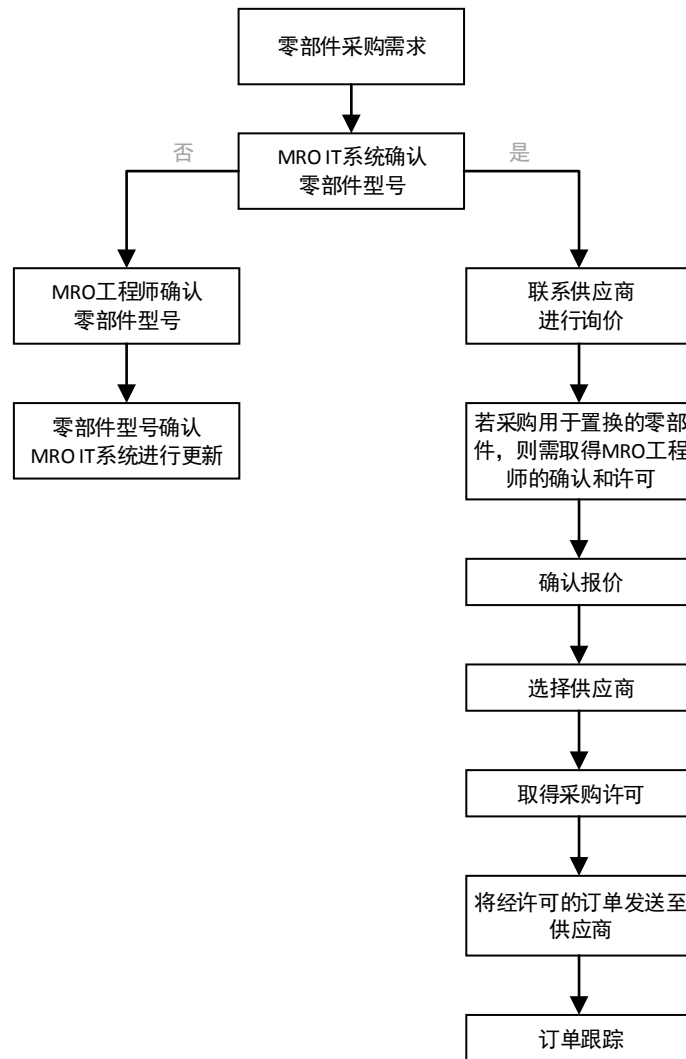 零部件采购需求
否
MRO IT系统确认
零部件型号
是
MRO工程师确认
零部件型号
联系供应商
进行询价
零部件型号确认
MRO IT系统进行更新
若采购用于置换的零部
件，则需取得MRO工程
师的确认和许可
确认报价
选择供应商
取得采购许可
将经许可的订单发送至
供应商
订单跟踪